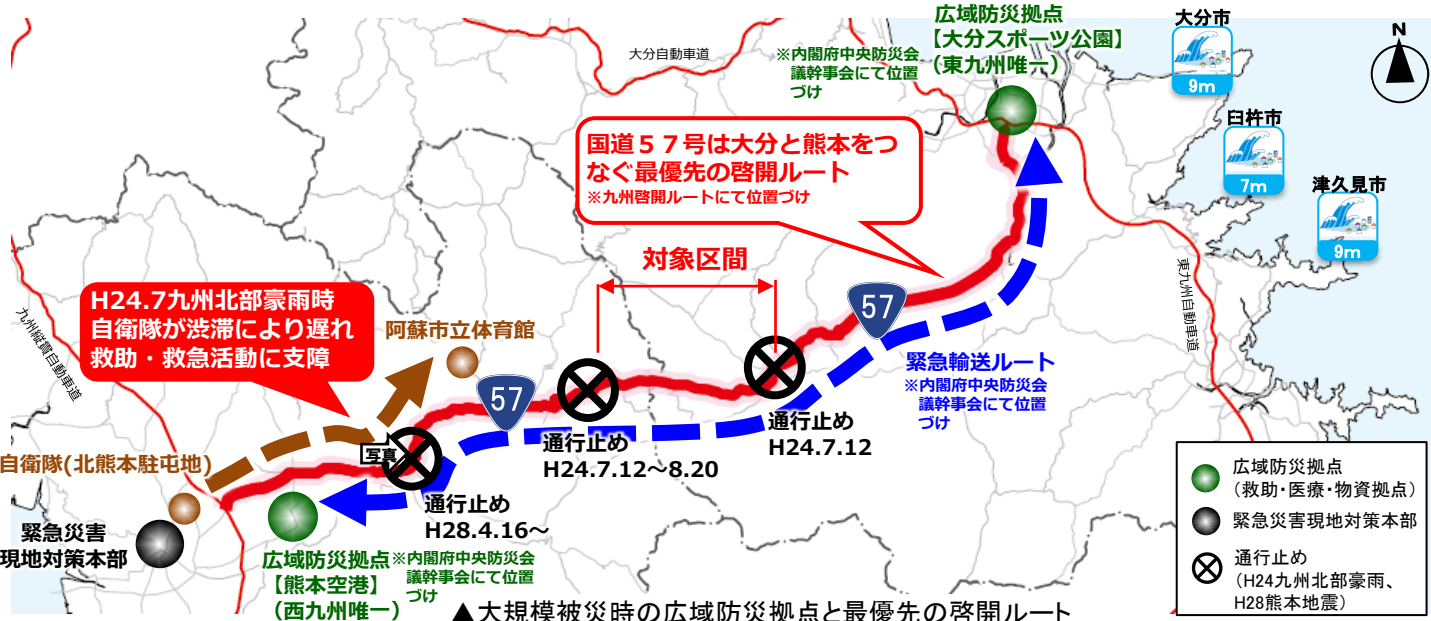 広域防災拠点
【大分スポーツ公園】
(東九州唯一)
※内閣府中央防災会
議幹事会にて位置
づけ
大分自動車道
大分市
9m
臼杵市
7m
津久見市
9m
N
国道57号は大分と熊本をつ
なぐ最優先の啓開ルート
※九州啓開ルートにて位置づけ
対象区間
H24.7九州北部豪雨時
自衛隊が渋滞により遅れ
救助・救急活動に支障
九州縦貫自動車道
東九州自動車道
阿蘇市立体育館
57
57
緊急輸送ルート
※内閣府中央防災会
議幹事会にて位置
づけ
通行止め
H24.7.12
通行止め
H24.7.12～8.20
写真
通行止め
H28.4.16～
自衛隊(北熊本駐屯地)
緊急災害
現地対策本部
広域防災拠点
【熊本空港】
(西九州唯一)
※内閣府中央防災会
議幹事会にて位置
づけ
広域防災拠点
(救助・医療・物資拠点)
緊急災害現地対策本部
通行止め
(H24九州北部豪雨、
H28熊本地震)
▲大規模被災時の広域防災拠点と最優先の啓開ルート